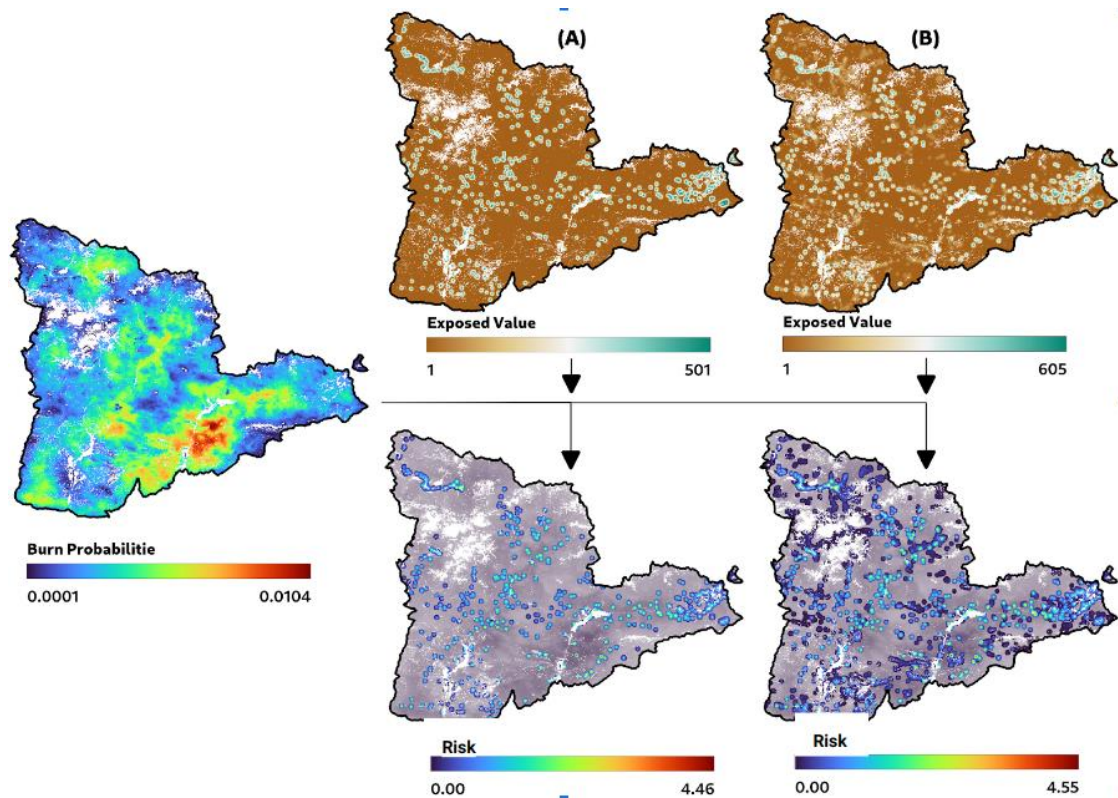 (A)
(B)
Exposed Value
1 501
Exposed Value
1 605
Burn Probabilitie
0.0001 0.0104
Risk
0.00 4.46
Risk
0.00 4.55